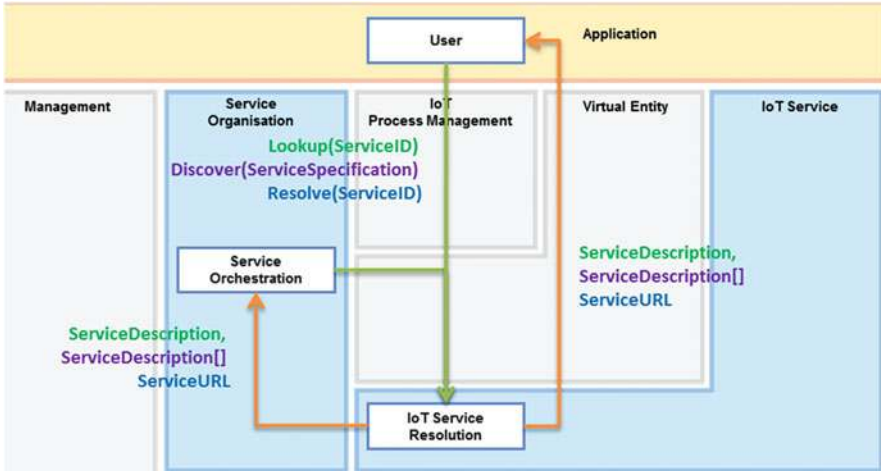 User
Application
Management
Service
Organisation
IoT
Process Management
Virtual Entity
IoT Service
Lookup(ServiceID)
Discover(ServiceSpecification)
Resolve(ServiceID)
Service
Orchestration
ServiceDescription,
ServiceDescription[]
ServiceURL
ServiceDescription,
ServiceDescription[]
ServiceURL
IoT Service
Resolution